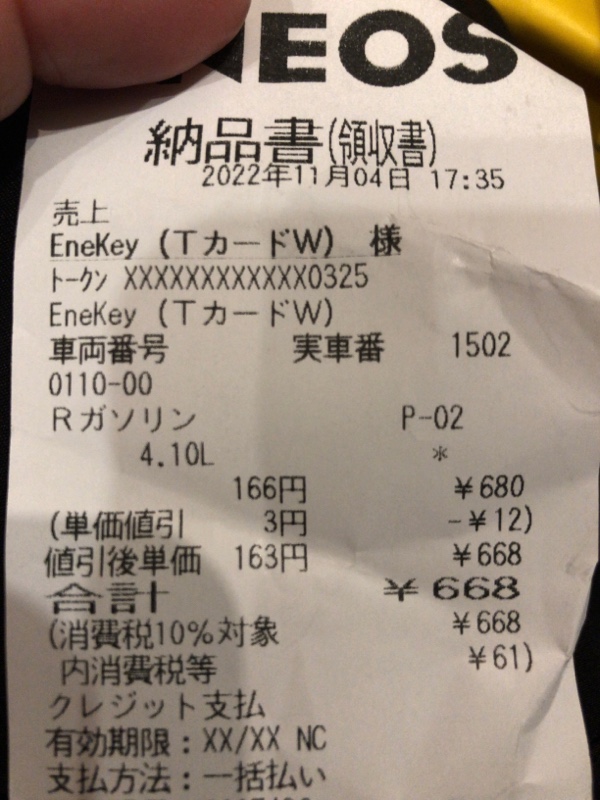 ENEOS
納品書(領収書)
2022年11月04日 17:35
売上
EneKey (TカードW) 様
トークン XXXXXXXXXXXX0325
EneKey (TカードW)
車両番号 実車番 1502
0110-00
Rガソリン P-02
4.10L *
166円 ¥680
(単価値引 3円 -¥12)
値引後単価 163円 ¥668
合計 ¥668
(消費税10%対象 ¥668
内消費税等 ¥61)
クレジット支払
有効期限:XX/XX NC
支払方法:一括払い